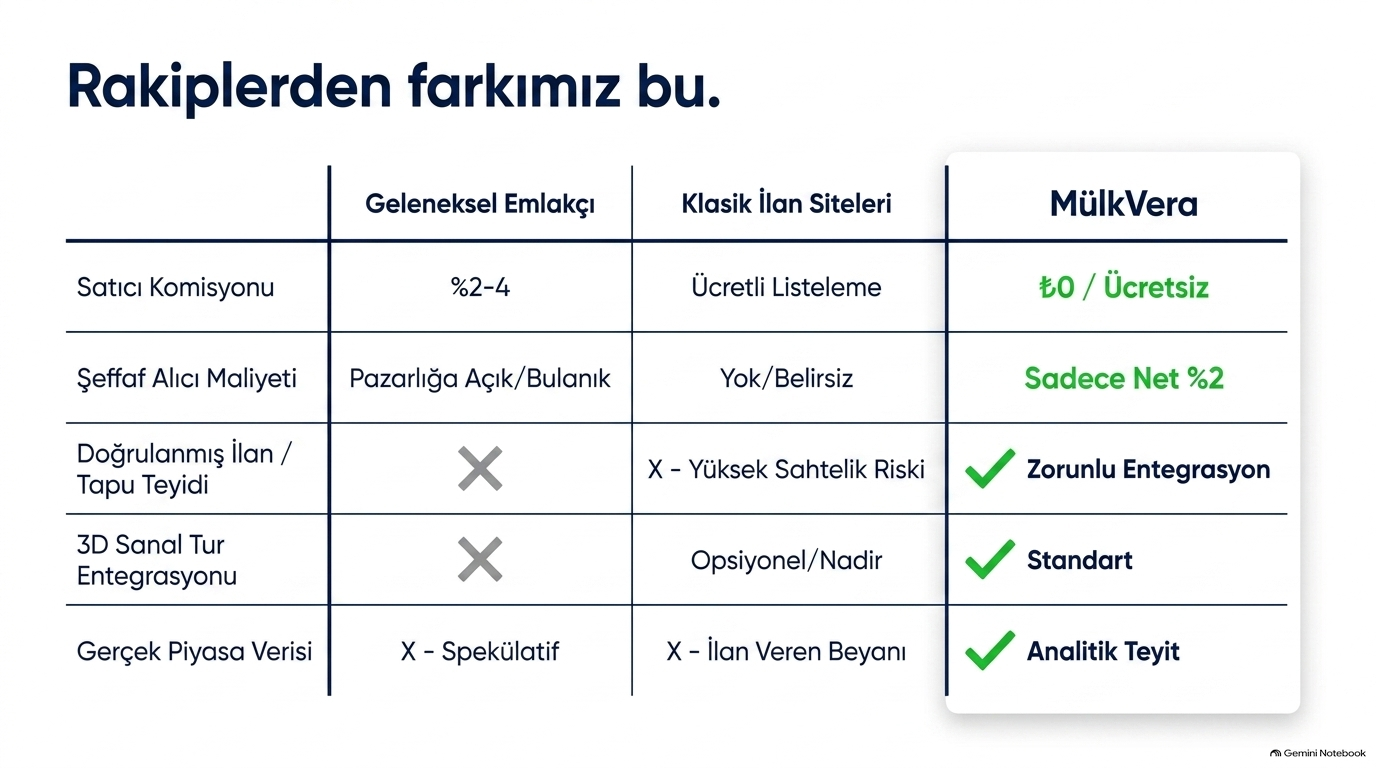 Rakiplerden farkımız bu.
Geleneksel Emlakçı
Klasik İlan Siteleri
MülkVera
Satıcı Komisyonu
%2-4
Ücretli Listeleme
₺0 / Ücretsiz
Şeffaf Alıcı Maliyeti
Pazarlığa Açık/Bulanık
Yok/Belirsiz
Sadece Net %2
Doğrulanmış İlan /
Tapu Teyidi
X - Yüksek Sahtelik Riski
Zorunlu Entegrasyon
3D Sanal Tur
Entegrasyonu
Opsiyonel/Nadir
Standart
Gerçek Piyasa Verisi
X - Spekülatif
X - İlan Veren Beyanı
Analitik Teyit
Gemini Notebook